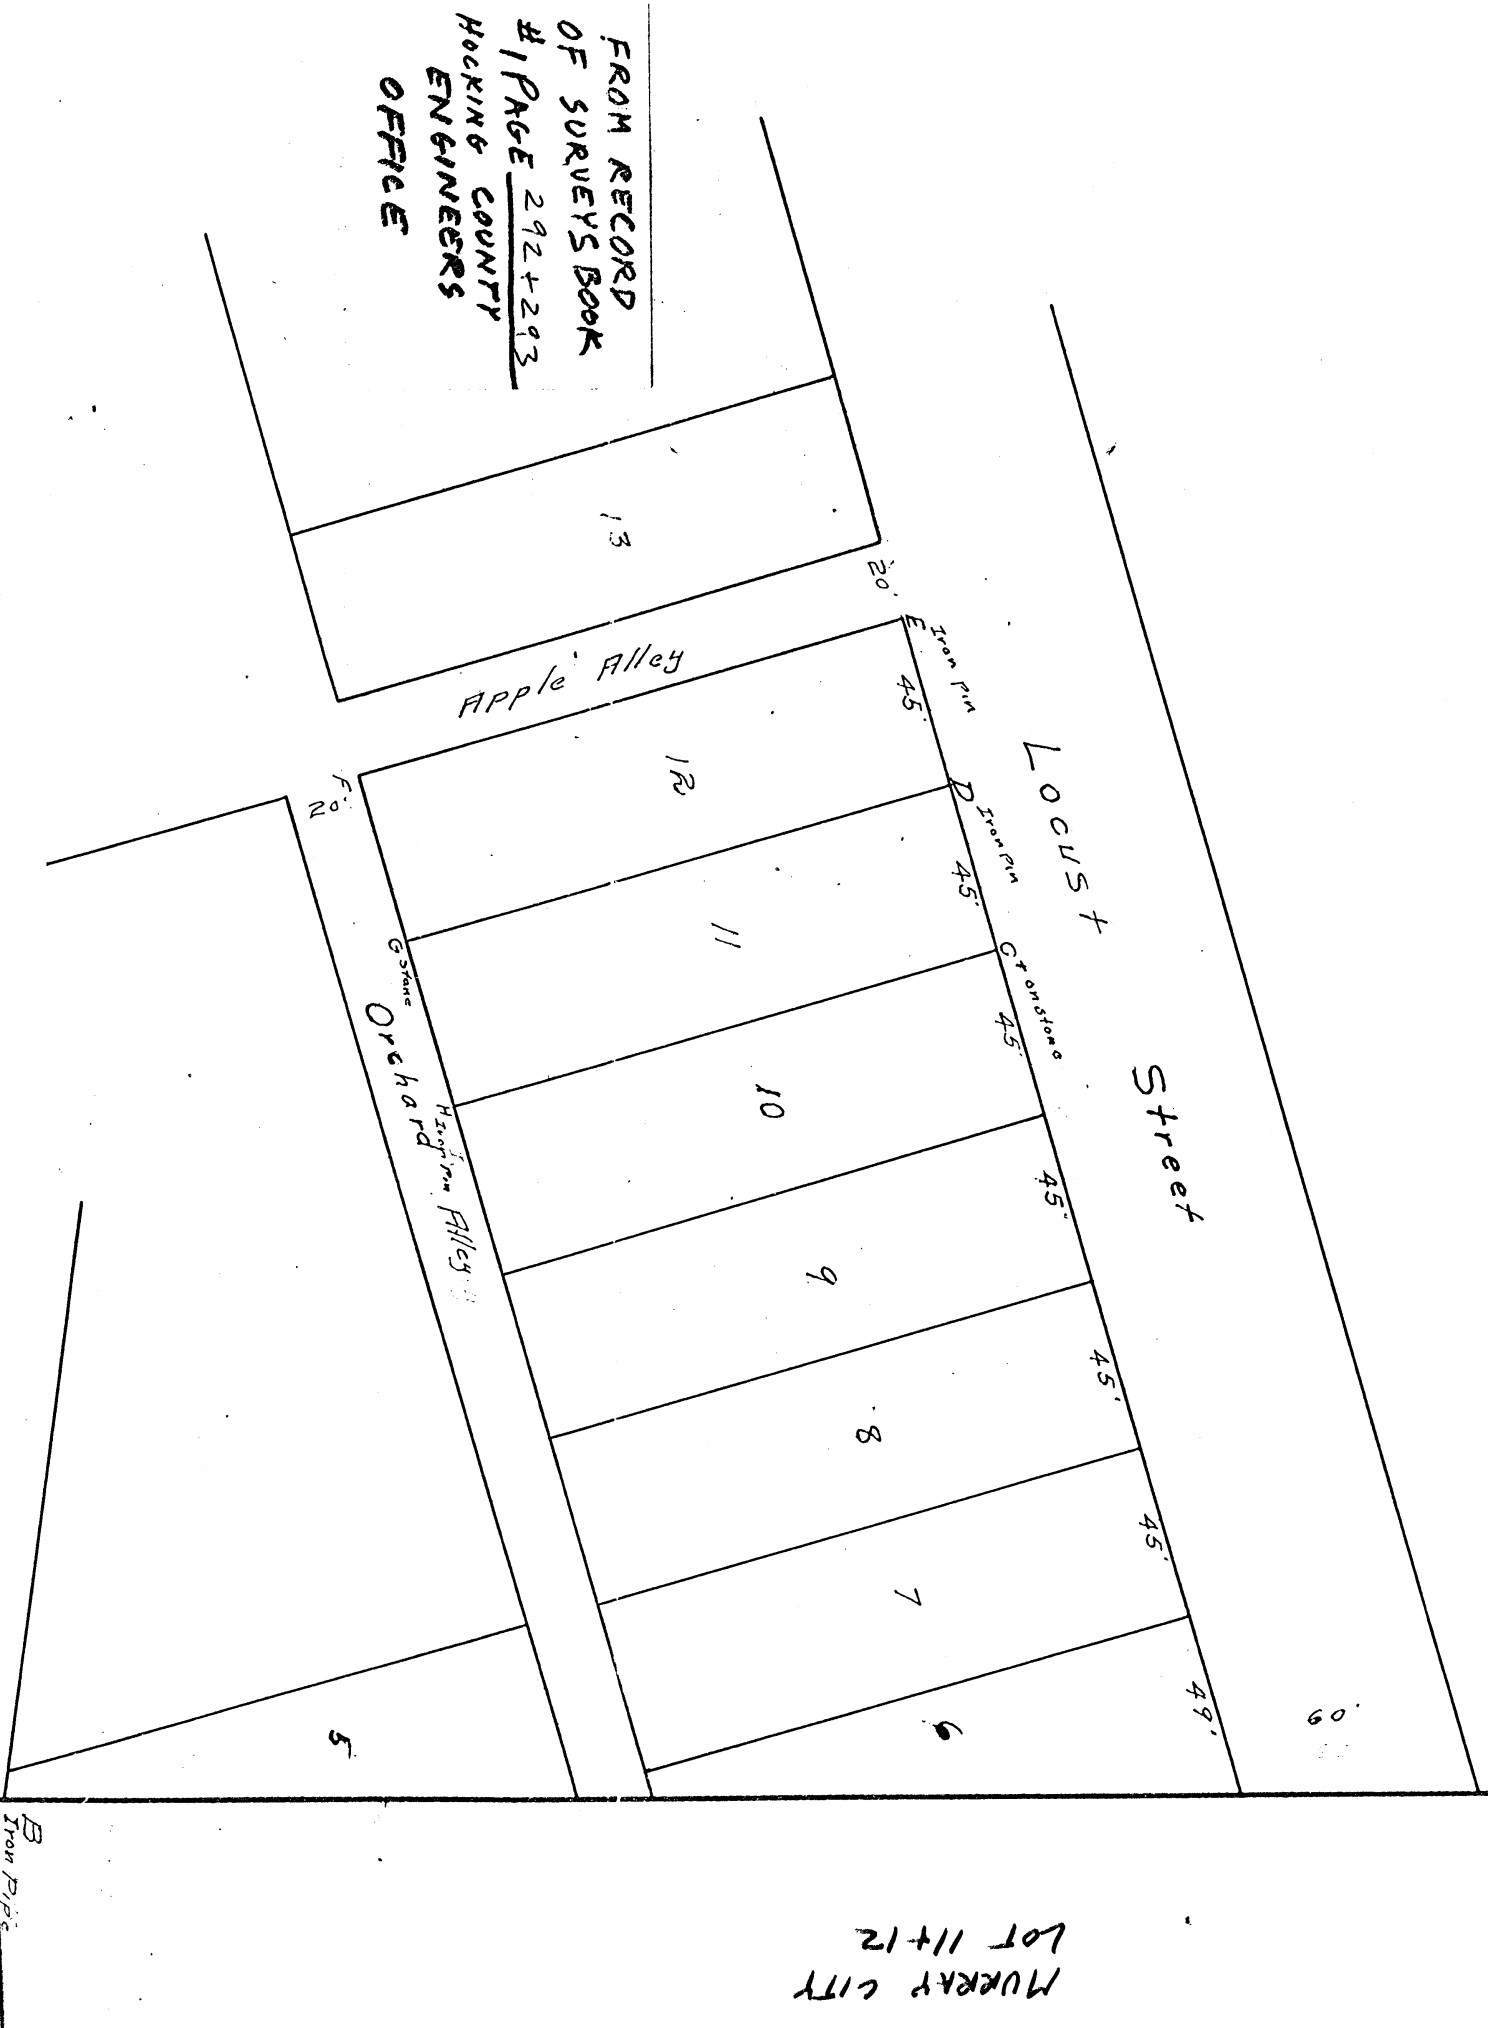 FROM RECORD
OF SURVEYS BOOK
#1 PAGE 292+293
HOCKING COUNTY
ENGINEERS
OFFICE
LOCUST Street
60'
20'
E Iron Pin
D Iron Pin
C + on stone
45'
45'
45'
45"
45'
45'
49'
13
Apple Alley
12
11
10
9
8
7
6
F
20'
G Stone
H Iron Pin
Orchard Alley
5
B
Iron Pipe
MURRAY CITY
LOT 11+12